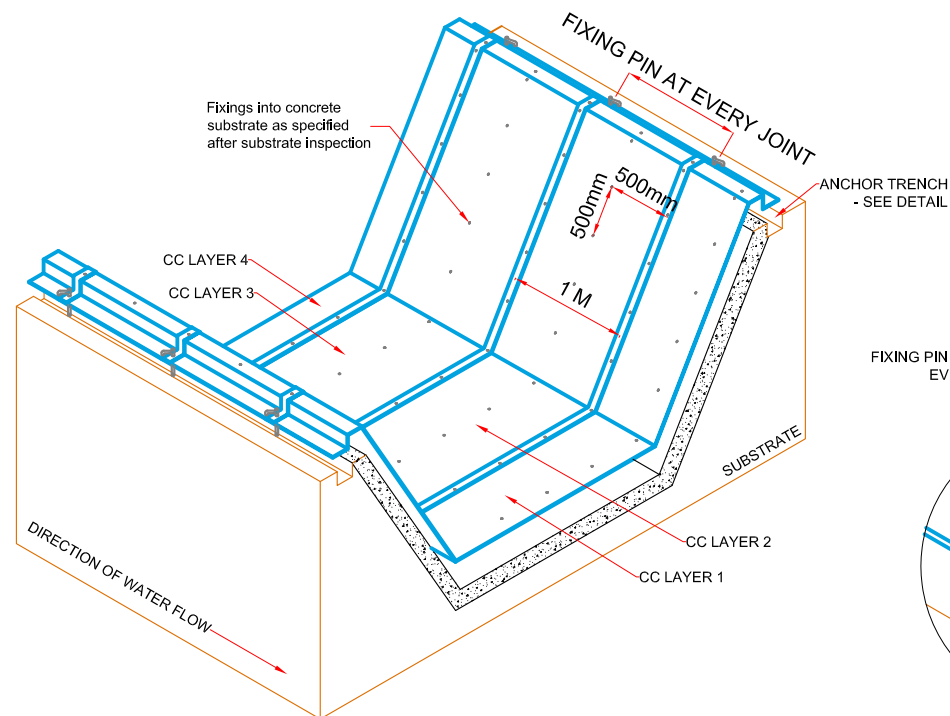 FIXING PIN AT EVERY JOINT
Fixings into concrete
substrate as specified
after substrate inspection
500mm
500mm
ANCHOR TRENCH
- SEE DETAIL
CC LAYER 4
CC LAYER 3
1*M
FIXING PIN
EV
SUBSTRATE
DIRECTION OF WATER FLOW
CC LAYER 2
CC LAYER 1